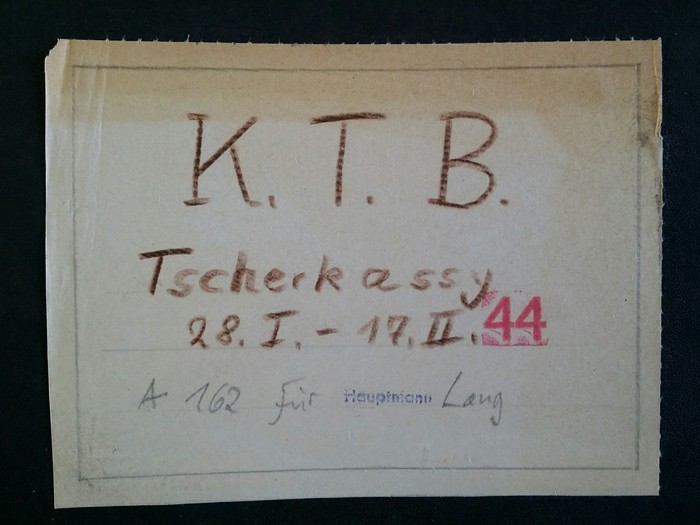 K. T. B.
Tscherkassy
28. I. - 17. II. 44
A 162 für Hauptmann Lang